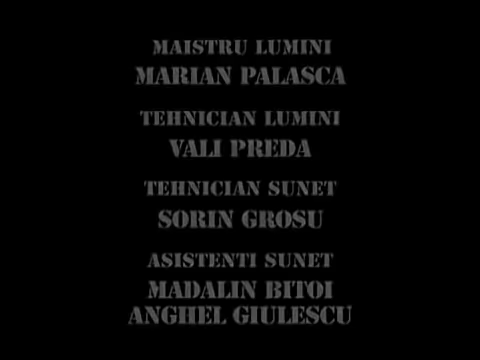 MAISTRU LUMINI
MARIAN PALASCA
TEHNICIAN LUMINI
VALI PREDA
TEHNICIAN SUNET
SORIN GROSU
ASISTENTI SUNET
MADALIN BITOI
ANGHEL GIULESCU